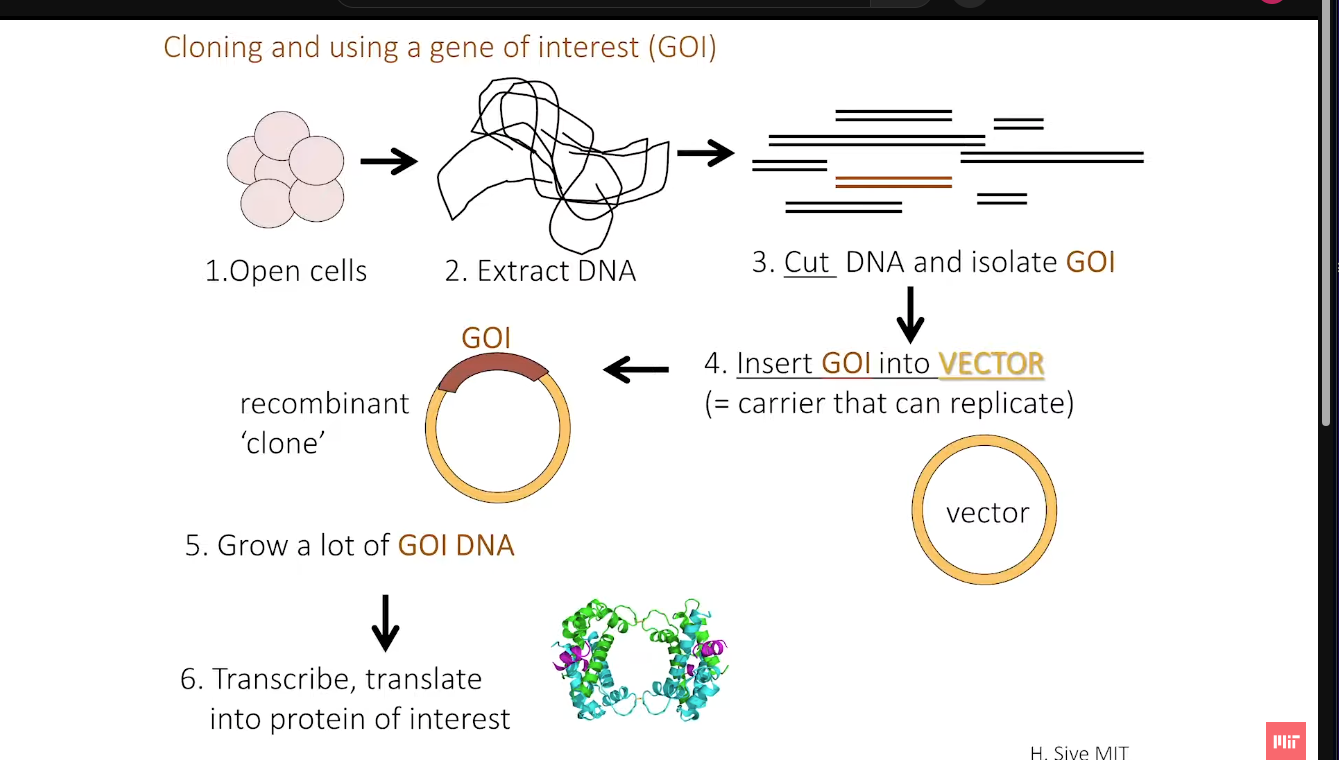 Cloning and using a gene of interest (GOI)
1.Open cells
2. Extract DNA
3. Cut DNA and isolate GOI
4. Insert GOI into VECTOR
(= carrier that can replicate)
vector
GOI
recombinant
‘clone’
5. Grow a lot of GOI DNA
6. Transcribe, translate
into protein of interest
H. Sive MIT
MIT